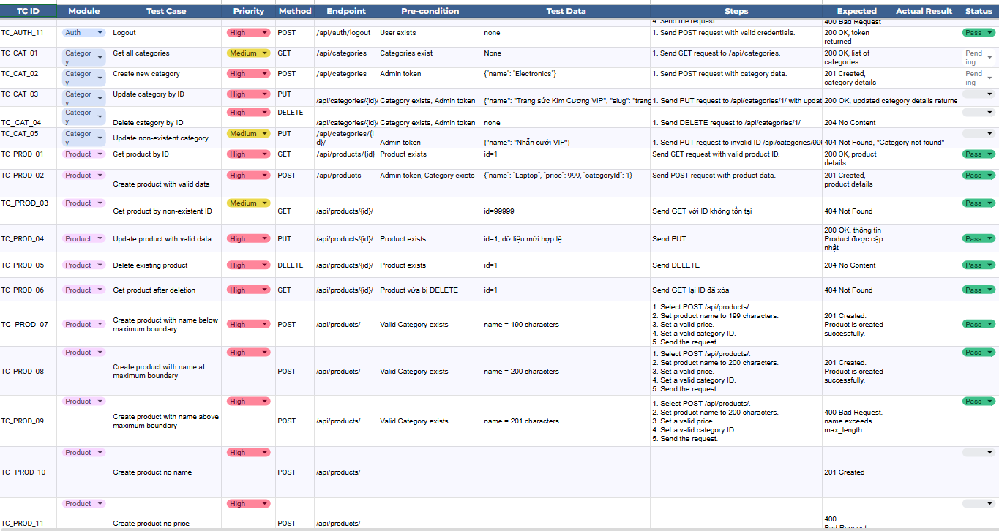 TC ID Module Test Case Priority Method Endpoint Pre-condition Test Data Steps Expected Actual Result Status
4. Send the request. 400 Bad Request
TC_AUTH_11 Auth Logout High POST /api/auth/logout User exists none 1. Send POST request with valid credentials. 200 OK, token Pass
returned
TC_CAT_01 Categor Get all categories Medium GET /api/categories Categories exist None 1. Send GET request to /api/categories. 200 OK, list of Pend
y categories ing
TC_CAT_02 Categor Create new category High POST /api/categories Admin token {"name": "Electronics"} 1. Send POST request with category data. 201 Created, Pend
y category details ing
TC_CAT_03 Categor Update category by ID High PUT
y /api/categories/{id} Category exists, Admin token {"name": "Trang sức Kim Cương VIP", "slug": "trang 1. Send PUT request to /api/categories/1/ with updat 200 OK, updated category details returne
Categor High DELETE
TC_CAT_04 y Delete category by ID /api/categories/{id} Category exists, Admin token none 1. Send DELETE request to /api/categories/1/ 204 No Content
TC_CAT_05 Categor Update non-existent category Medium PUT /api/categories/{i
y d}/ Admin token {"name": "Nhẫn cưới VIP"} 1. Send PUT request to invalid ID /api/categories/999 404 Not Found, "Category not found"
TC_PROD_01 Product Get product by ID High GET /api/products/{id} Product exists id=1 Send GET request with valid product ID. 200 OK, product Pass
details
TC_PROD_02 Product High POST /api/products Admin token, Category exists {"name": "Laptop", "price": 999, "categoryId": 1} Send POST request with product data. 201 Created, Pass
Create product with valid data product details
TC_PROD_03 Product Medium Pass
Get product by non-existent ID GET /api/products/{id}/ id=99999 Send GET với ID không tồn tại 404 Not Found
TC_PROD_04 Product Update product with valid data High PUT /api/products/{id}/ Product exists id=1, dữ liệu mới hợp lệ Send PUT 200 OK, thông tin Pass
Product được cập
nhật
TC_PROD_05 Product Delete existing product High DELETE /api/products/{id}/ Product exists id=1 Send DELETE 204 No Content Pass
TC_PROD_06 Product Get product after deletion High GET /api/products/{id}/ Product vừa bị DELETE id=1 Send GET lại ID đã xóa 404 Not Found Pass
1. Select POST /api/products/.
2. Set product name to 199 characters.
TC_PROD_07 Product Create product with name below High POST /api/products/ Valid Category exists name = 199 characters 3. Set a valid price. 201 Created. Pass
maximum boundary 4. Set a valid category ID. Product is created
5. Send the request. successfully.
Product High 1. Select POST /api/products/. Pass
2. Set product name to 200 characters.
TC_PROD_08 Create product with name at POST /api/products/ Valid Category exists name = 200 characters 3. Set a valid price. 201 Created.
maximum boundary 4. Set a valid category ID. Product is created
5. Send the request. successfully.
Product High 1. Select POST /api/products/. Pass
2. Set product name to 200 characters.
TC_PROD_09 Create product with name above POST /api/products/ Valid Category exists name = 201 characters 3. Set a valid price. 400 Bad Request,
maximum boundary 4. Set a valid category ID. name exceeds
5. Send the request. max_length
Product High
TC _PROD_10 Create product no name POST /api/products/ 201 Created
Product High
TC_PROD_11 Create product no price POST /api/products/ 400
Bad Request